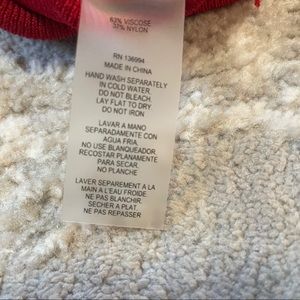 63% VISCOSE
37% NYLON
RN 136994
MADE IN CHINA
HAND WASH SEPARATELY
IN COLD WATER.
DO NOT BLEACH.
LAY FLAT TO DRY.
DO NOT IRON
LAVAR A MANO
SEPARADAMENTE CON
AGUA FRIA.
NO USE BLANQUEADOR.
RECOSTAR PLANAMENTE
PARA SECAR.
NO PLANCHE
LAVER SEPAREMENT A LA
MAIN A L'EAU FROIDE.
NE PAS BLANCHIR.
SECHER A PLAT.
NE PAS REPASSER